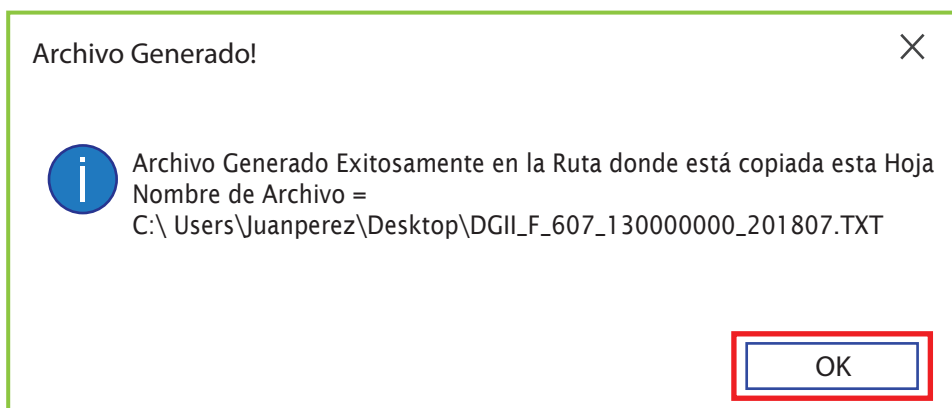 Archivo Generado!
Archivo Generado Exitosamente en la Ruta donde está copiada esta Hoja
Nombre de Archivo =
C:\ Users\Juanperez\Desktop\DGII_F_607_130000000_201807.TXT
OK